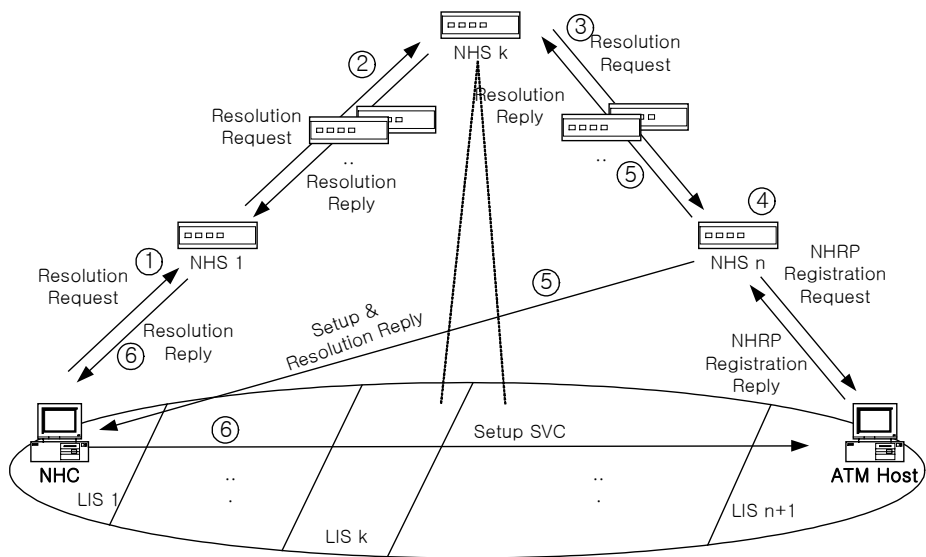 NHS k
③
Resolution
Request
②
Resolution
Request
Resolution
Reply
..
Resolution
Reply
..
⑤
④
NHS 1
NHS n
①
Resolution
Request
⑥
Resolution
Reply
⑤
Setup &
Resolution Reply
NHRP
Registration
Request
NHRP
Registration
Reply
⑥
Setup SVC
NHC
ATM Host
LIS 1
..
.
LIS k
..
.
LIS n+1